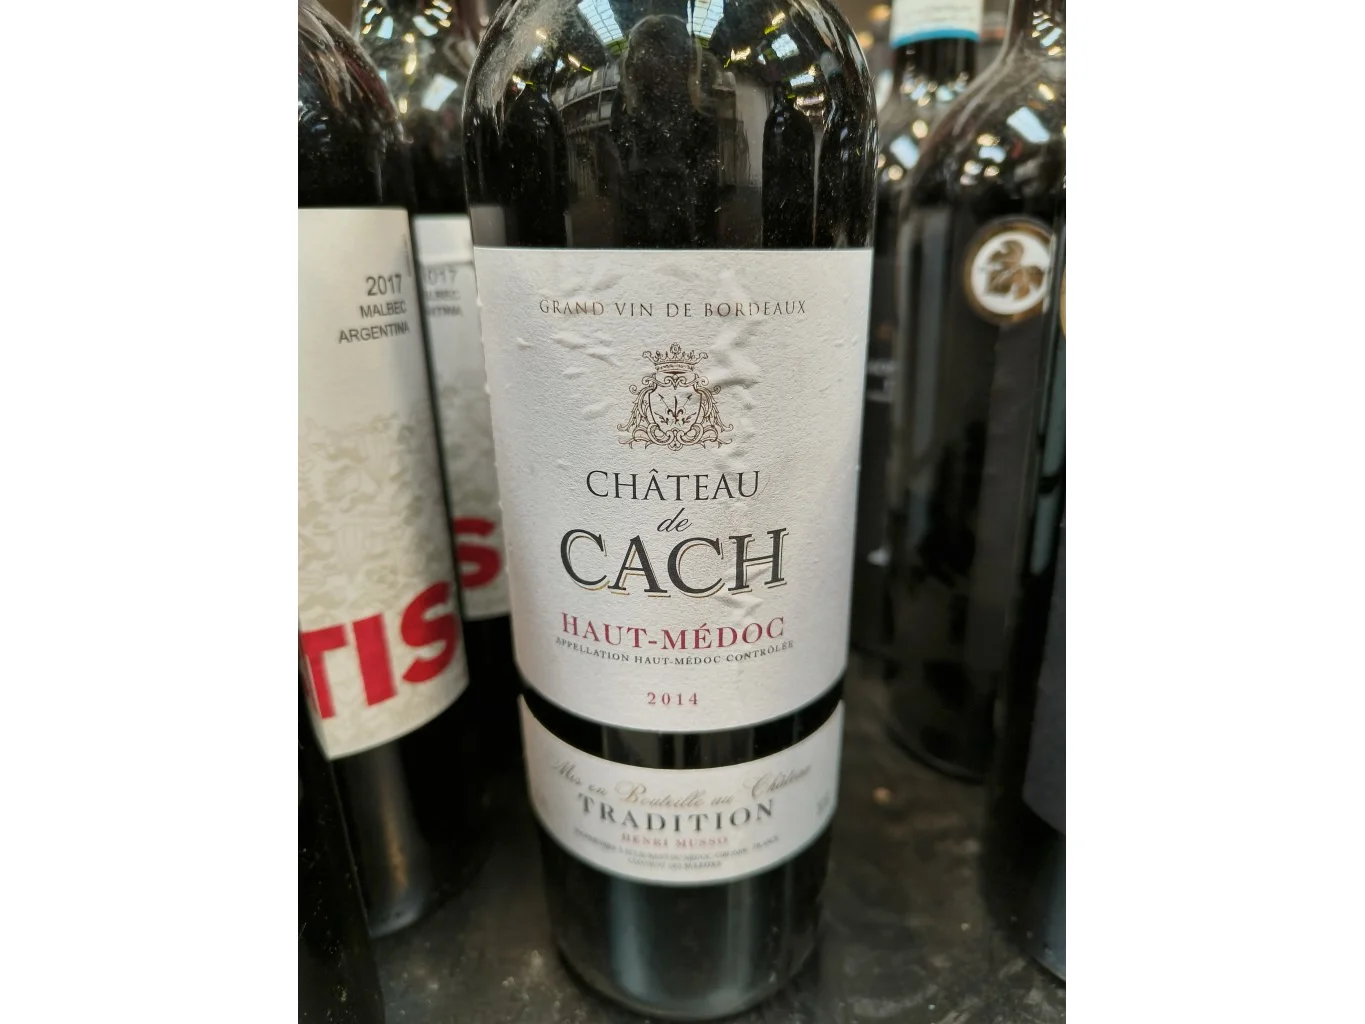 2017
MALBEC
ARGENTINA
TIS
017
S
GRAND VIN DE BORDEAUX
CHÂTEAU
de
CACH
HAUT-MÉDOC
APPELLATION HAUT-MÉDOC CONTRÔLÉE
2014
Mis en Bouteille au Château
TRADITION
HENRI MUSSO